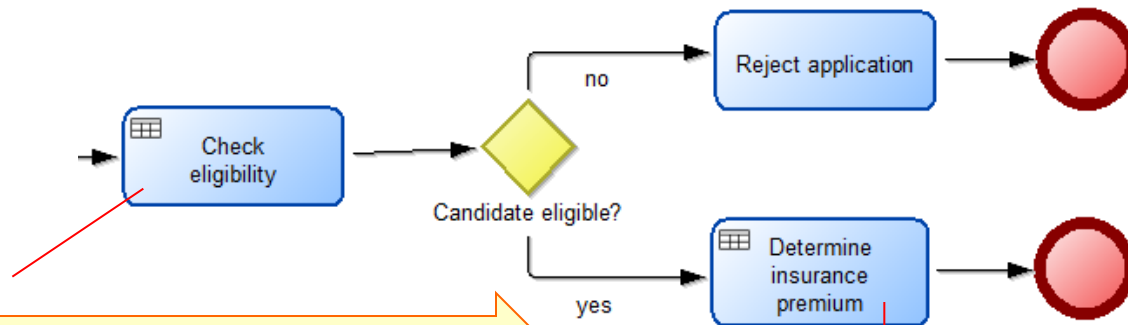 Check
eligibility
Candidate eligible?
no
Reject application
yes
Determine
insurance
premium